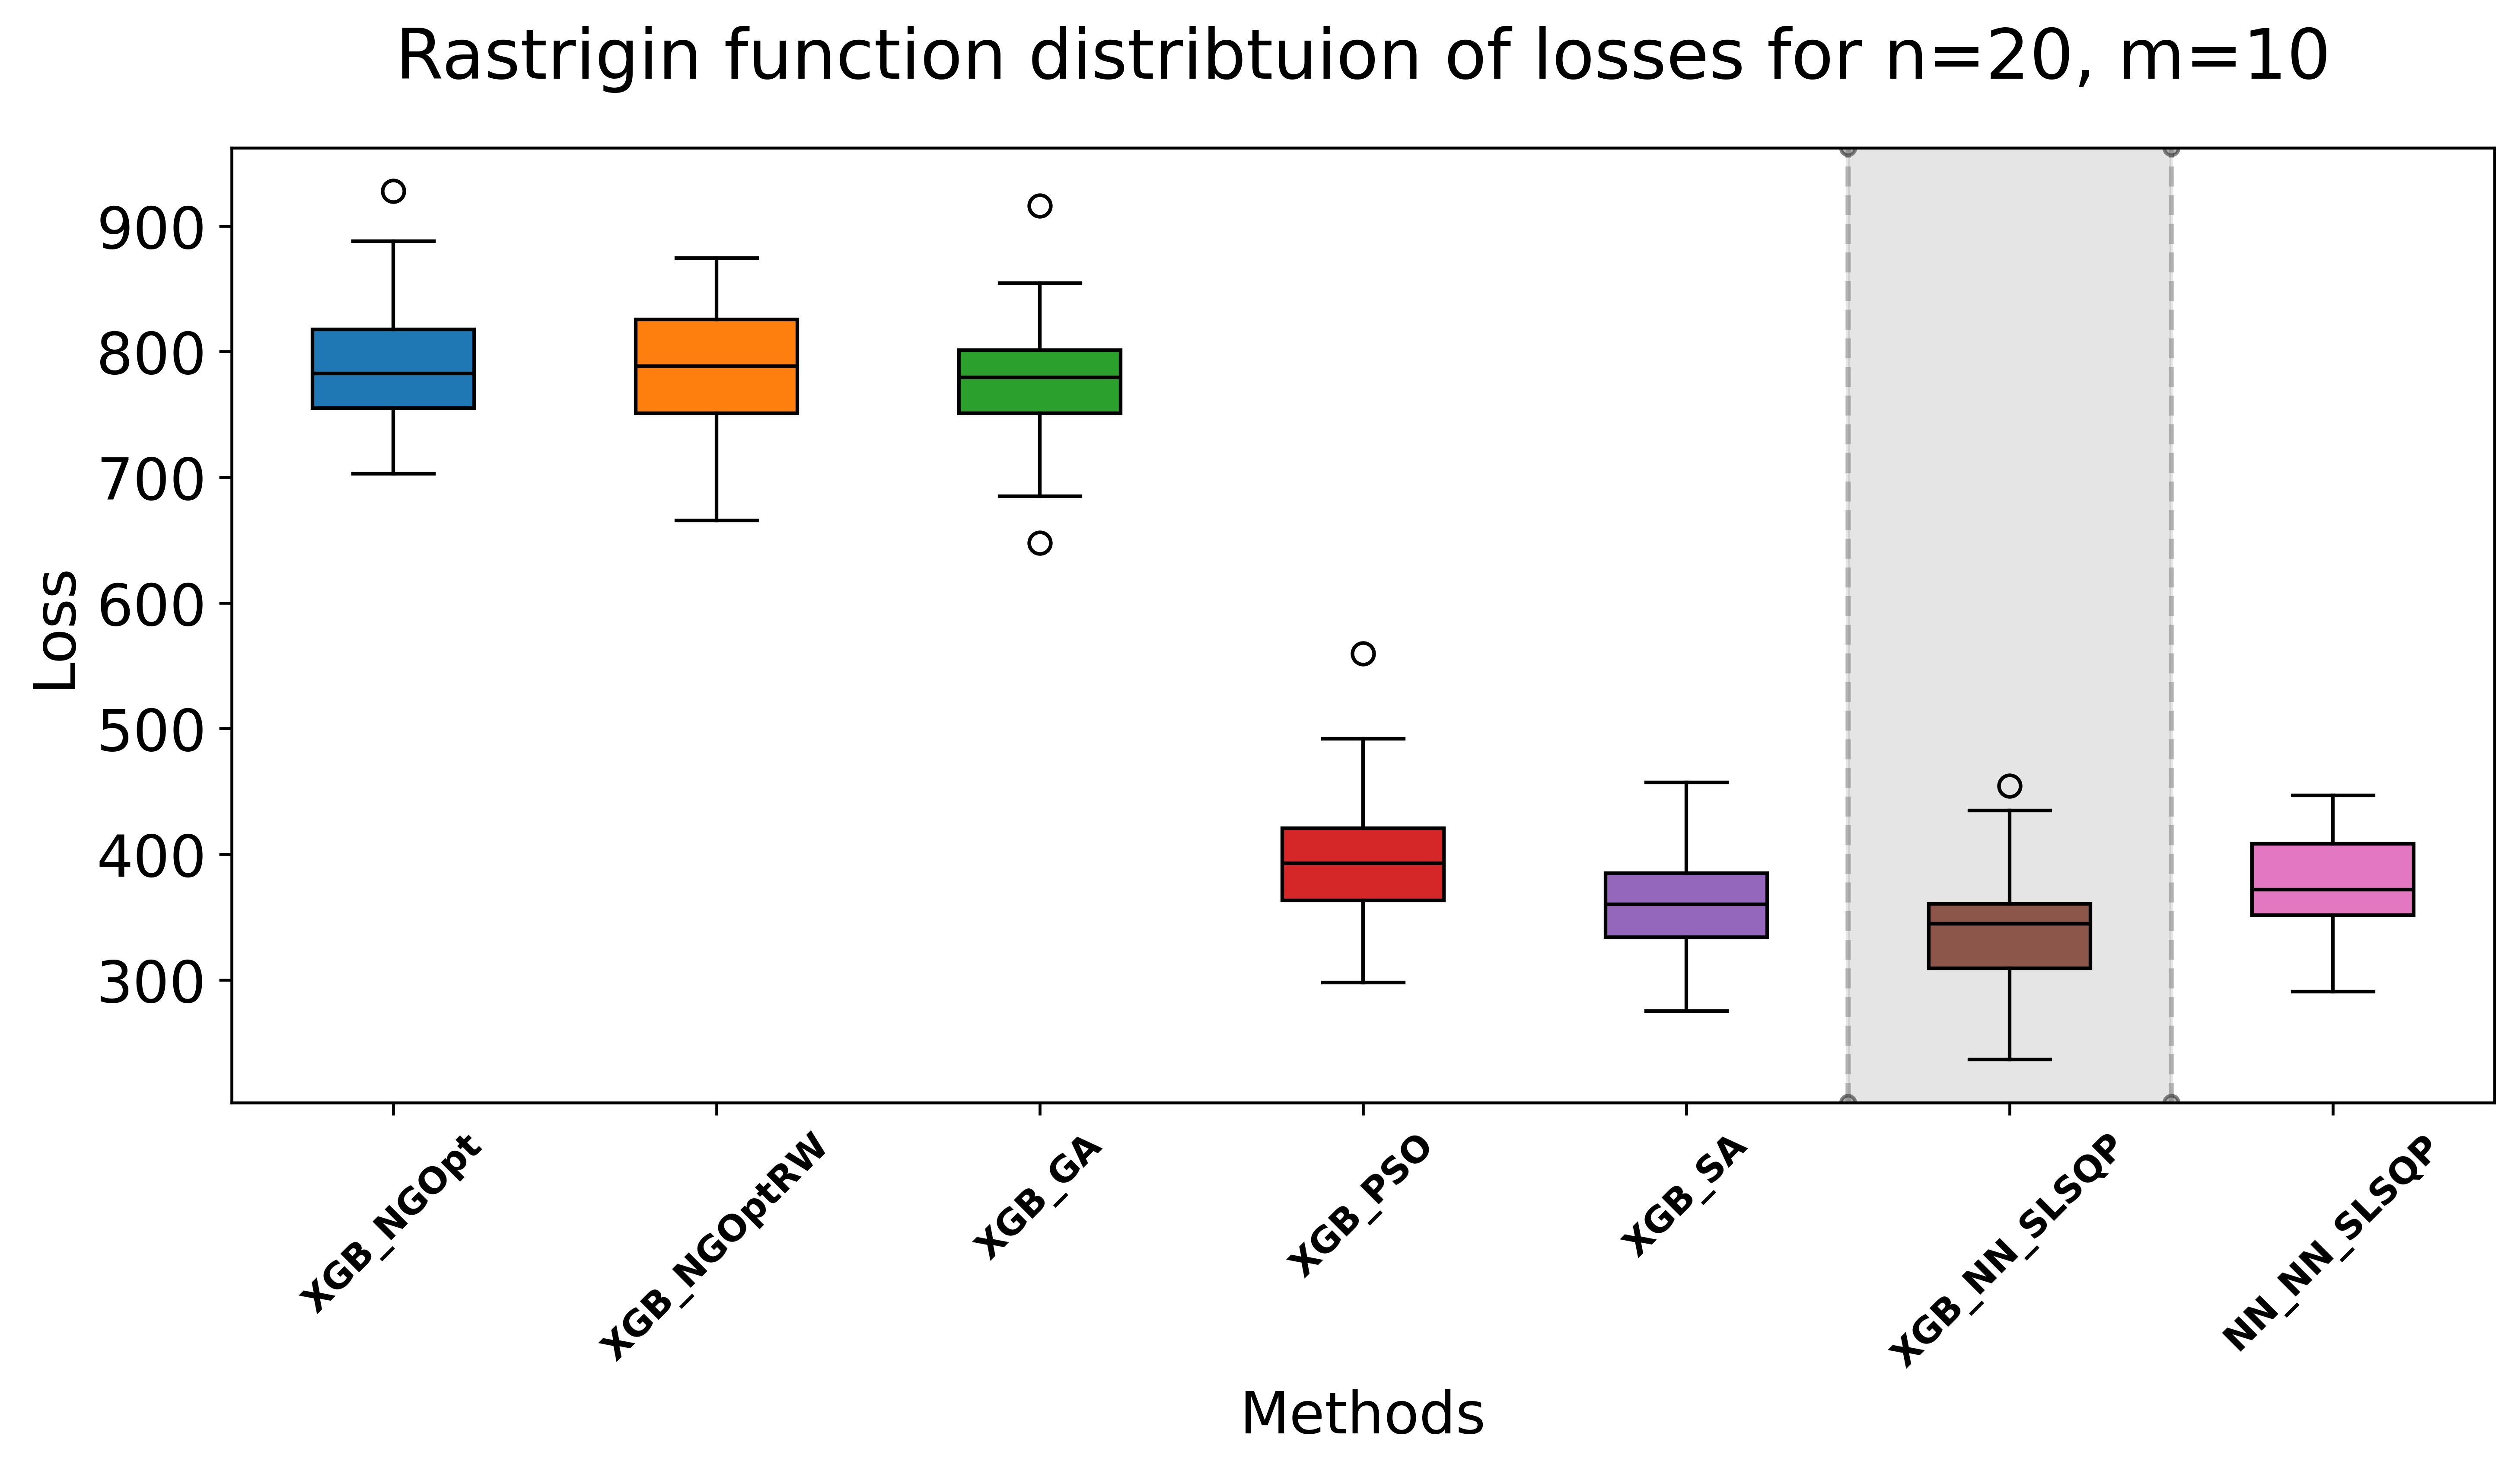 Rastrigin function distribtuion of losses for n=20, m=10
Loss
900
800
700
600
500
400
300
XGB_NGOpt
XGB_NGOptRW
XGB_GA
XGB_PSO
XGB_SA
XGB_NN_SLSQP
NN_NN_SLSQP
Methods